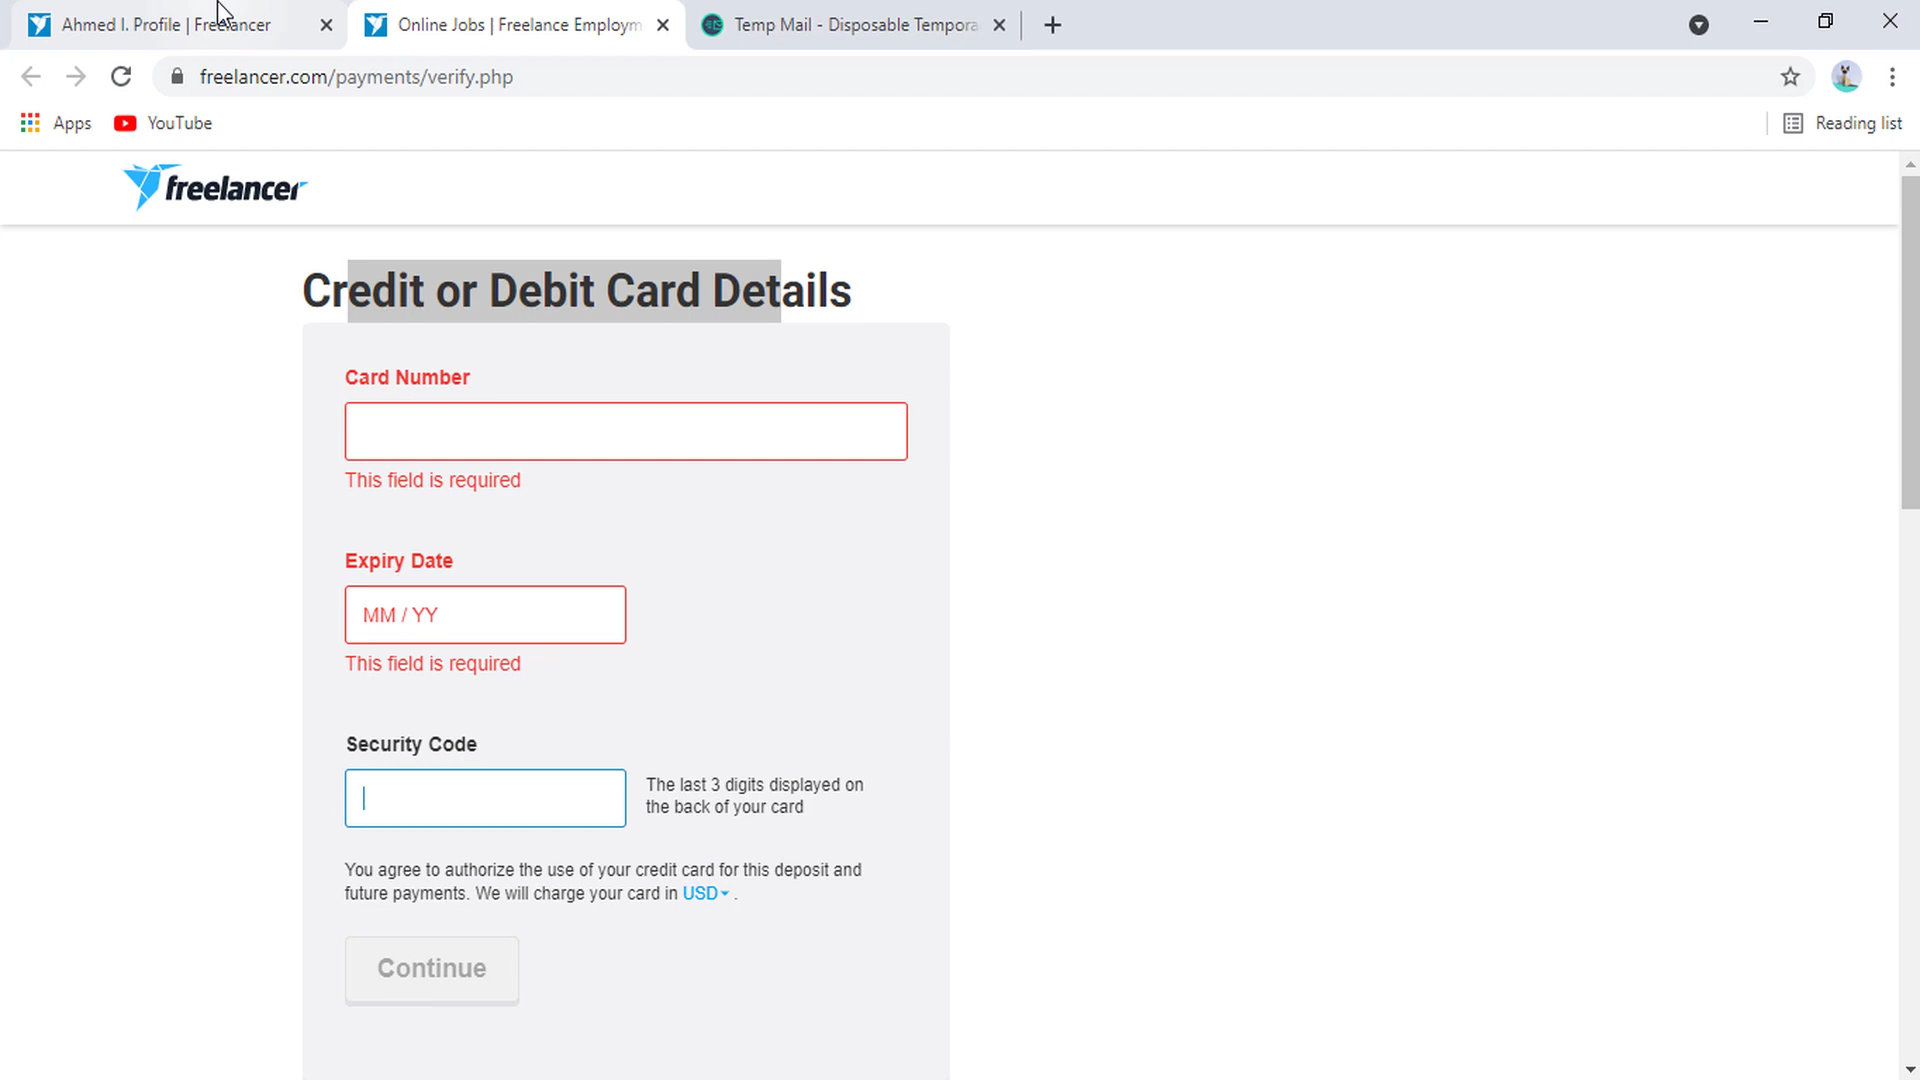 Ahmed I. Profile | Freelancer
Online Jobs | Freelance Employm
Temp Mail - Disposable Tempora
freelancer.com/payments/verify.php
Apps
YouTube
Reading list
freelancer
Credit or Debit Card Details
Card Number
This field is required
Expiry Date
MM / YY
This field is required
Security Code
The last 3 digits displayed on
the back of your card
You agree to authorize the use of your credit card for this deposit and
future payments. We will charge your card in USD .
Continue